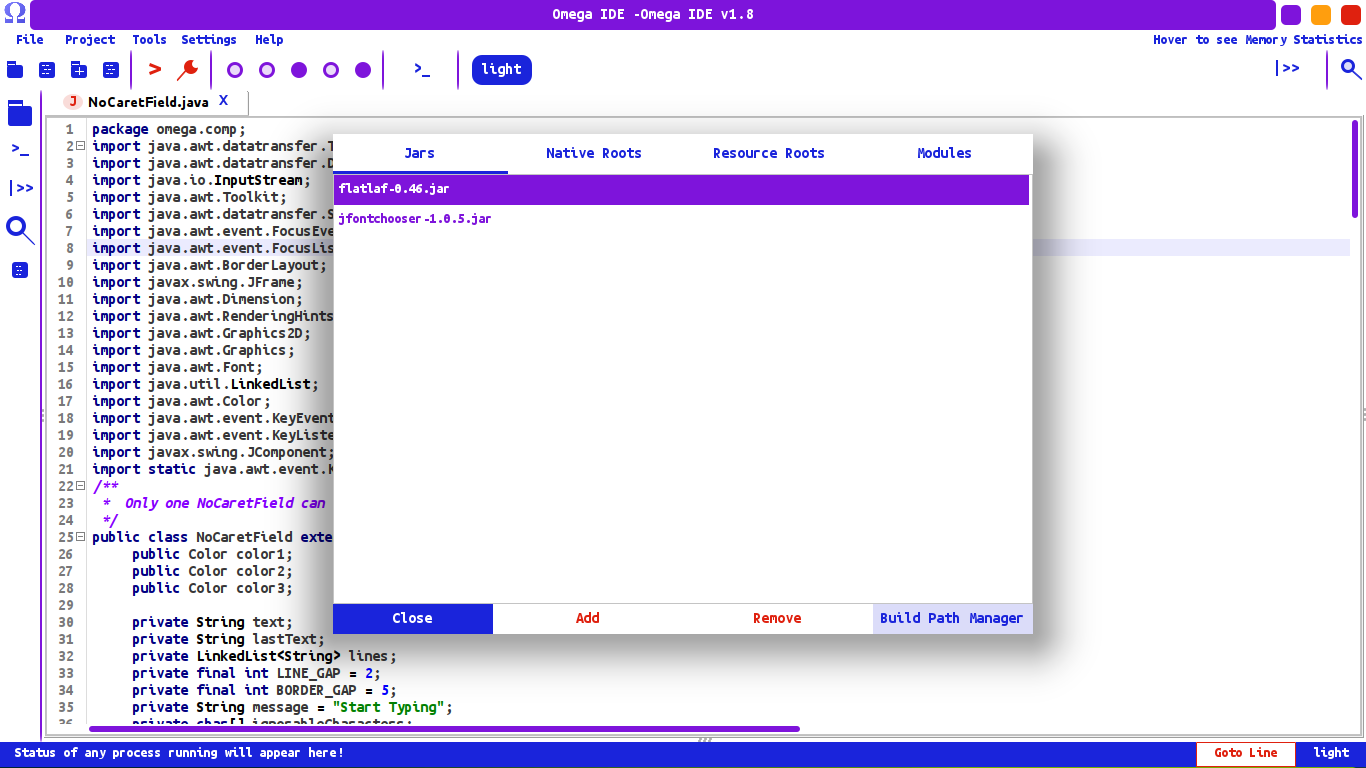 Omega IDE -Omega IDE v1.8
File Project Tools Settings Help
Hover to see Memory Statistics
> >_ light |>>
NoCaretField.java X
>_
|>>
1 package omega.comp;
2 import java.awt.datatransfer.
3 import java.awt.datatransfer.
4 import java.io.InputStream;
5 import java.awt.Toolkit;
6 import java.awt.datatransfer.
7 import java.awt.event.FocusEve
8 import java.awt.event.FocusLis
9 import java.awt.BorderLayout;
10 import javax.swing.JFrame;
11 import java.awt.Dimension;
12 import java.awt.RenderingHints
13 import java.awt.Graphics2D;
14 import java.awt.Graphics;
15 import java.awt.Font;
16 import java.util.LinkedList;
17 import java.awt.Color;
18 import java.awt.event.KeyEvent
19 import java.awt.event.KeyListe
20 import javax.swing.JComponent;
21 import static java.awt.event.K
22 /**
23 * Only one NoCaretField can
24 */
25 public class NoCaretField exte
26 public Color color1;
27 public Color color2;
28 public Color color3;
29
30 private String text;
31 private String lastText;
32 private LinkedList<String> lines;
33 private final int LINE_GAP = 2;
34 private final int BORDER_GAP = 5;
35 private String message = "Start Typing";
36 private char[] ignorableCharacters;
Jars Native Roots Resource Roots Modules
flatlaf-0.46.jar
jfontchooser-1.0.5.jar
Close Add Remove Build Path Manager
Status of any process running will appear here!
Goto Line light